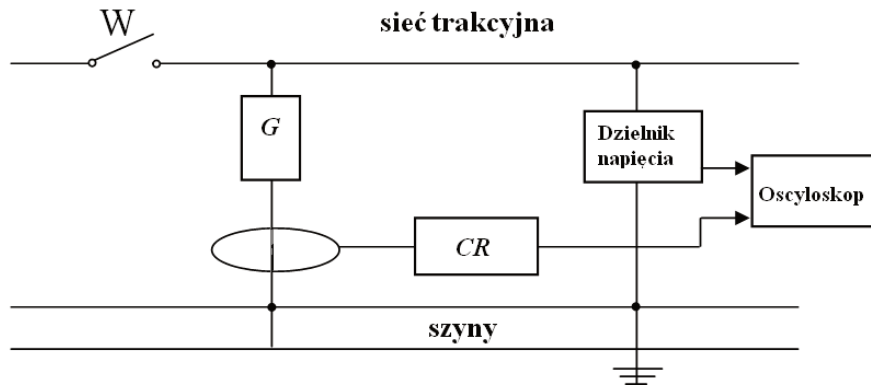 W
sieć trakcyjna
G
Dzielnik
napięcia
Oscyloskop
CR
szyny